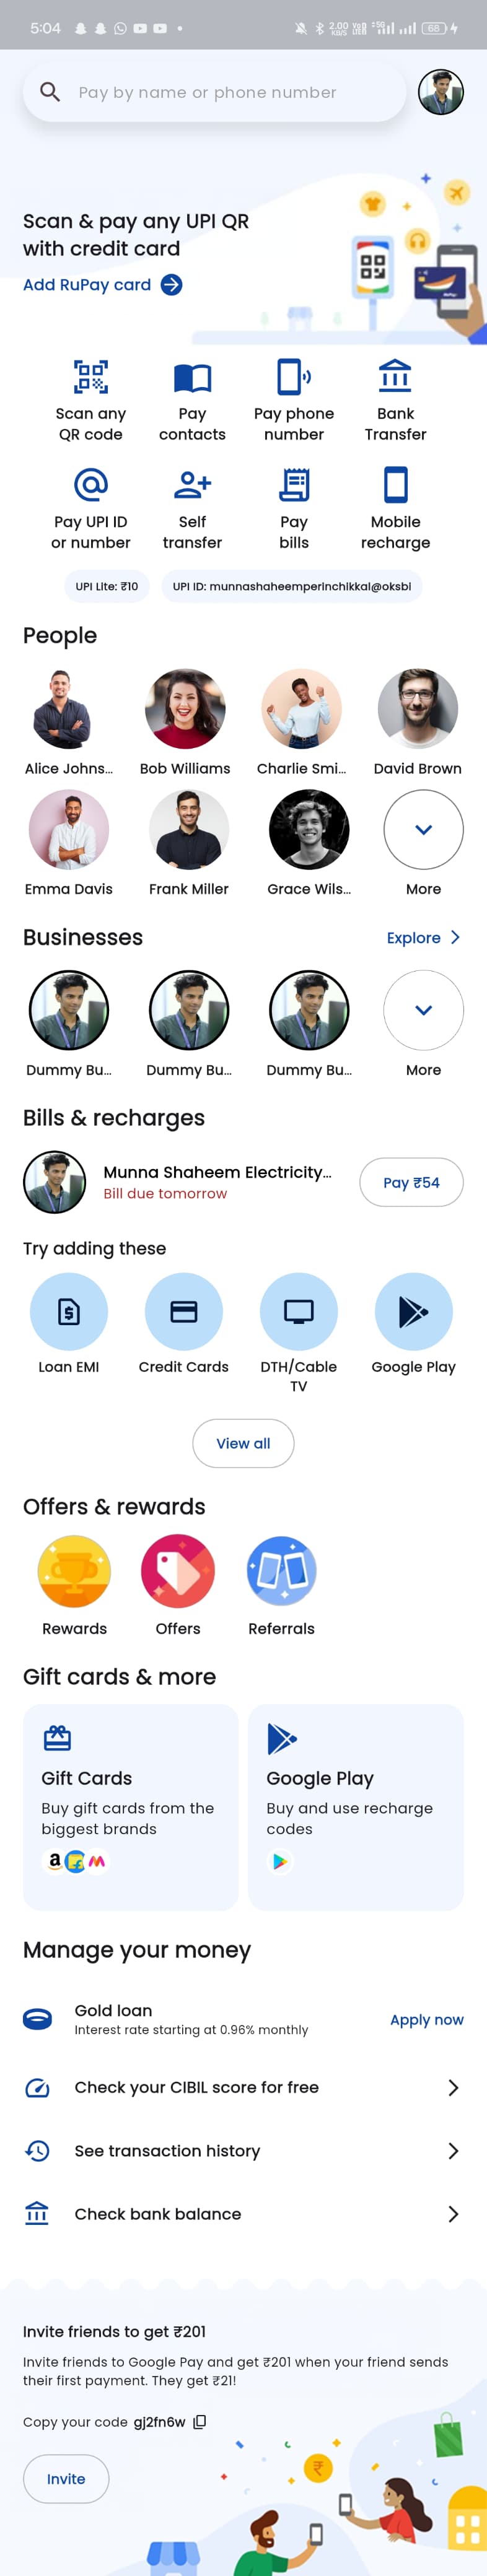 5:04
2.00 KB/S
5G
68
Pay by name or phone number
Scan & pay any UPI QR
with credit card
Add RuPay card
Scan any
QR code
Pay
contacts
Pay phone
number
Bank
Transfer
Pay UPI ID
or number
Self
transfer
Pay
bills
Mobile
recharge
UPI Lite: ₹10
UPI ID: munnashaheemperinchikkal@oksbi
People
Alice Johns...
Bob Williams
Charlie Smi...
David Brown
Emma Davis
Frank Miller
Grace Wils...
More
Businesses
Explore
Dummy Bu...
Dummy Bu...
Dummy Bu...
More
Bills & recharges
Munna Shaheem Electricity...
Bill due tomorrow
Pay ₹54
Try adding these
Loan EMI
Credit Cards
DTH/Cable
TV
Google Play
View all
Offers & rewards
Rewards
Offers
Referrals
Gift cards & more
Gift Cards
Buy gift cards from the
biggest brands
a
Google Play
Buy and use recharge
codes
Manage your money
Gold loan
Interest rate starting at 0.96% monthly
Apply now
Check your CIBIL score for free
See transaction history
Check bank balance
Invite friends to get ₹201
Invite friends to Google Pay and get ₹201 when your friend sends
their first payment. They get ₹21!
Copy your code gj2fn6w
Invite
₹